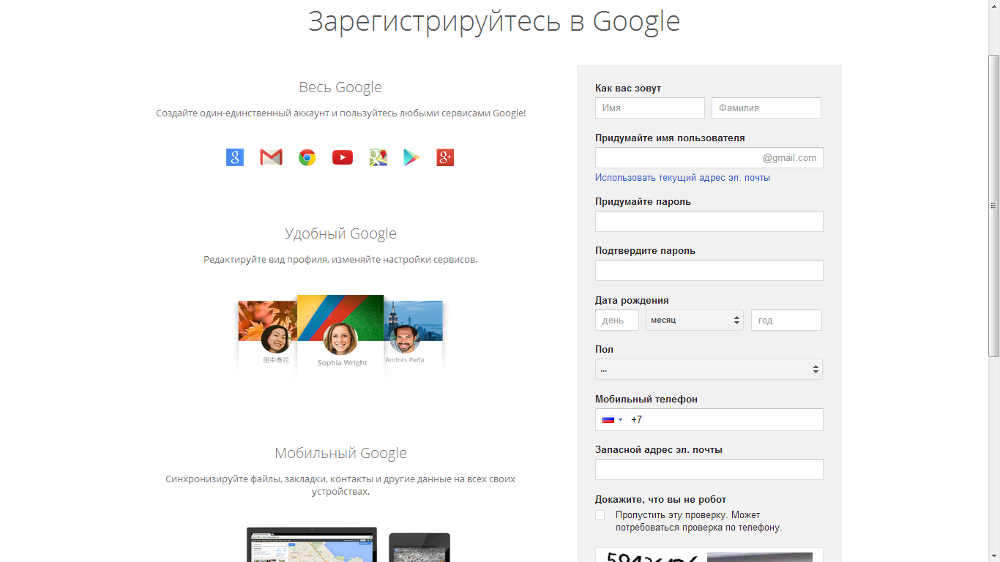 Зарегистрируйтесь в Google
Весь Google
Создайте один-единственный аккаунт и пользуйтесь любыми сервисами Google!
Удобный Google
Редактируйте вид профиля, изменяйте настройки сервисов.
田中春花
Sophia Wright
Andrés Peña
Мобильный Google
Синхронизируйте файлы, закладки, контакты и другие данные на всех своих
устройствах.
Как вас зовут
Имя
Фамилия
Придумайте имя пользователя
@gmail.com
Использовать текущий адрес эл. почты
Придумайте пароль
Подтвердите пароль
Дата рождения
день
месяц
год
Пол
...
Мобильный телефон
+7
Запасной адрес эл. почты
Докажите, что вы не робот
Пропустить эту проверку. Может
потребоваться проверка по телефону.